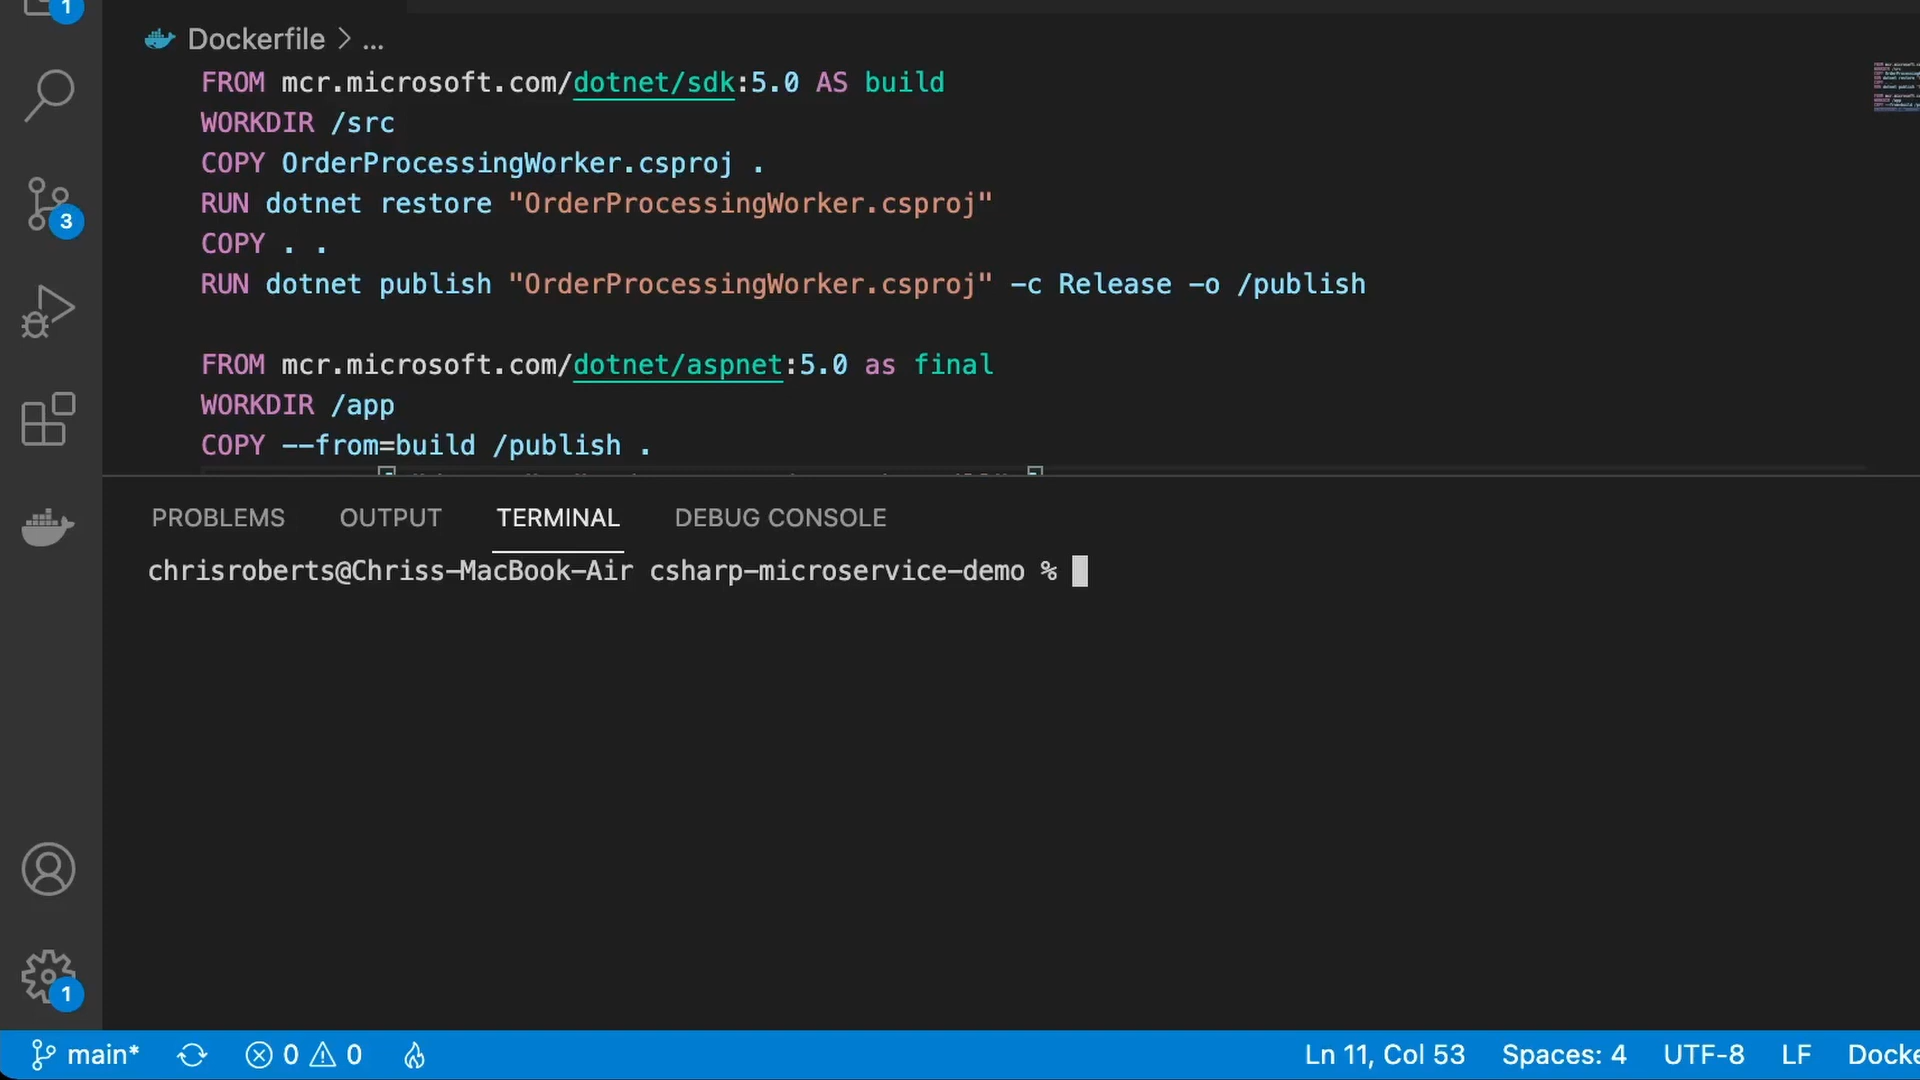 1
Dockerfile > ...
FROM mcr.microsoft.com/dotnet/sdk:5.0 AS build
WORKDIR /src
COPY OrderProcessingWorker.csproj .
RUN dotnet restore "OrderProcessingWorker.csproj"
COPY . .
RUN dotnet publish "OrderProcessingWorker.csproj" -c Release -o /publish
FROM mcr.microsoft.com/dotnet/aspnet:5.0 as final
WORKDIR /app
COPY --from=build /publish .
3
PROBLEMS OUTPUT TERMINAL DEBUG CONSOLE
chrisroberts@Chriss-MacBook-Air csharp-microservice-demo %
1
main* 0 0 Ln 11, Col 53 Spaces: 4 UTF-8 LF Docke